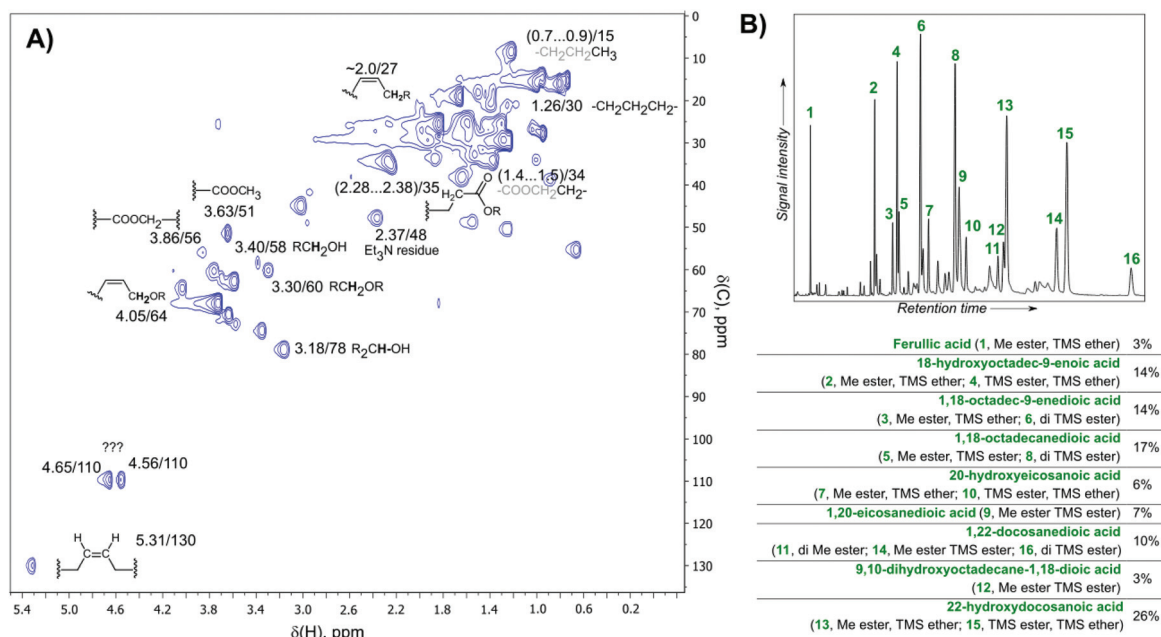 A)
(0.7...0.9)/15
-CH2CH2CH3
~2.0/27
CH2R
1.26/30 -CH2CH2CH2-
(1.4...1.5)/34
-COOCH2CH2-
(2.28...2.38)/35
H2C
O
O
R
COOCH3
3.63/51
COOCH2
3.86/56
3.40/58 RCH2OH
2.37/48
Et3N residue
3.30/60 RCH2OR
CH2OR
4.05/64
3.18/78 R2CH-OH
???
4.65/110
4.56/110
H H
5.31/130
0
10
20
30
40
50
60
70
80
90
100
110
120
130
δ(C), ppm
5.4 5.0 4.6 4.2 3.8 3.4 3.0 2.6 2.2 1.8 1.4 1.0 0.6 0.2
δ(H), ppm
B)
Signal intensity
1
2
3
4
5
6
7
8
9
10
11
12
13
14
15
16
Retention time
Ferullic acid (1, Me ester, TMS ether) 3%
18-hydroxyoctadec-9-enoic acid
(2, Me ester, TMS ether; 4, TMS ester, TMS ether) 14%
1,18-octadec-9-enedioic acid
(3, Me ester, TMS ether; 6, di TMS ester) 14%
1,18-octadecanedioic acid
(5, Me ester, TMS ester; 8, di TMS ester) 17%
20-hydroxyeicosanoic acid
(7, Me ester, TMS ether; 10, TMS ester, TMS ether) 6%
1,20-eicosanedioic acid (9, Me ester TMS ester) 7%
1,22-docosanedioic acid
(11, di Me ester; 14, Me ester TMS ester; 16, di TMS ester) 10%
9,10-dihydroxyoctadecane-1,18-dioic acid
(12, Me ester TMS ester) 3%
22-hydroxydocosanoic acid
(13, Me ester, TMS ether; 15, TMS ester, TMS ether) 26%